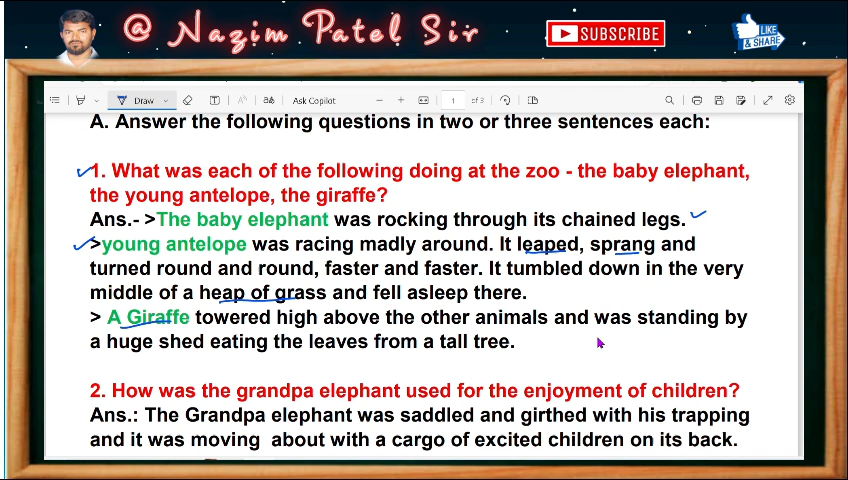 @ Nazim Patel Sir
SUBSCRIBE
LIKE
& SHARE
Draw
Ask Copilot
1 of 3
A. Answer the following questions in two or three sentences each:
1. What was each of the following doing at the zoo - the baby elephant,
the young antelope, the giraffe?
Ans.- >The baby elephant was rocking through its chained legs.
>young antelope was racing madly around. It leaped, sprang and
turned round and round, faster and faster. It tumbled down in the very
middle of a heap of grass and fell asleep there.
> A Giraffe towered high above the other animals and was standing by
a huge shed eating the leaves from a tall tree.
2. How was the grandpa elephant used for the enjoyment of children?
Ans.: The Grandpa elephant was saddled and girthed with his trapping
and it was moving about with a cargo of excited children on its back.